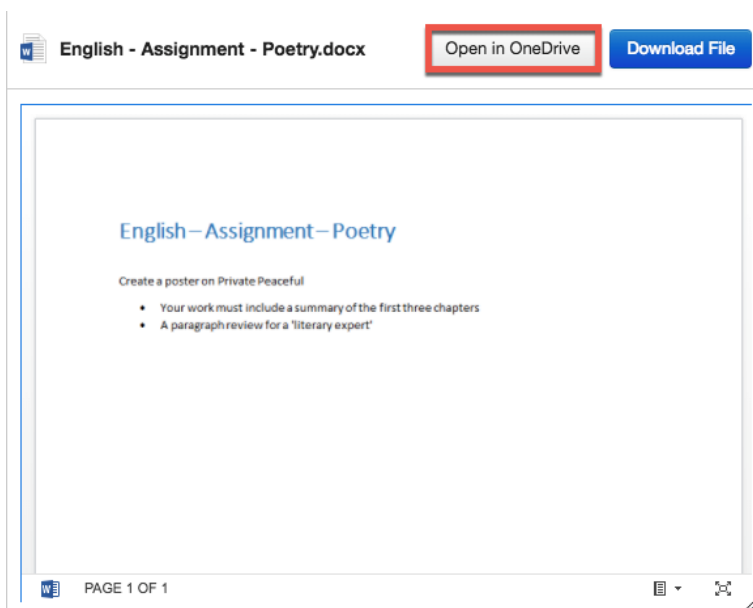 English - Assignment - Poetry.docx
Open in OneDrive
Download File
English – Assignment – Poetry
Create a poster on Private Peaceful
• Your work must include a summary of the first three chapters
• A paragraph review for a 'literary expert'
PAGE 1 OF 1